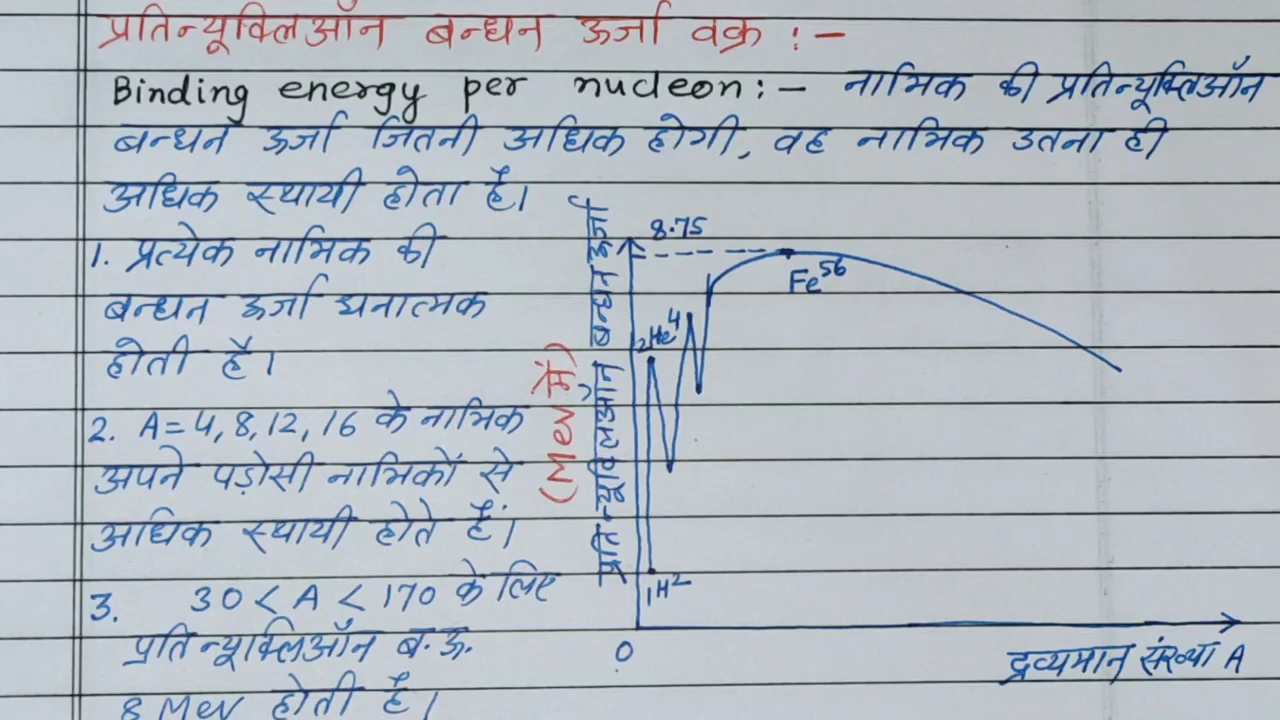 प्रतिन्यूक्लिऑन बन्धन ऊर्जा वक्र :-
Binding energy per nucleon:- नाभिक की प्रतिन्यूक्लिऑन
बन्धन ऊर्जा जितनी अधिक होगी, वह नाभिक उतना ही
अधिक स्थायी होता है।
1. प्रत्येक नाभिक की
बन्धन ऊर्जा धनात्मक
होती है।
2. A=4,8,12,16 के नाभिक
अपने पड़ोसी नाभिकों से
अधिक स्थायी होते हैं।
3. 30<A<170 के लिए
प्रतिन्यूक्लिऑन ब.ऊ.
8 Mev होती है।
प्रतिन्यूक्लिऑन बन्धन ऊर्जा
(Mev में)
8.75
Fe⁵⁶
₂He⁴
₁H²
0
द्रव्यमान संख्या A